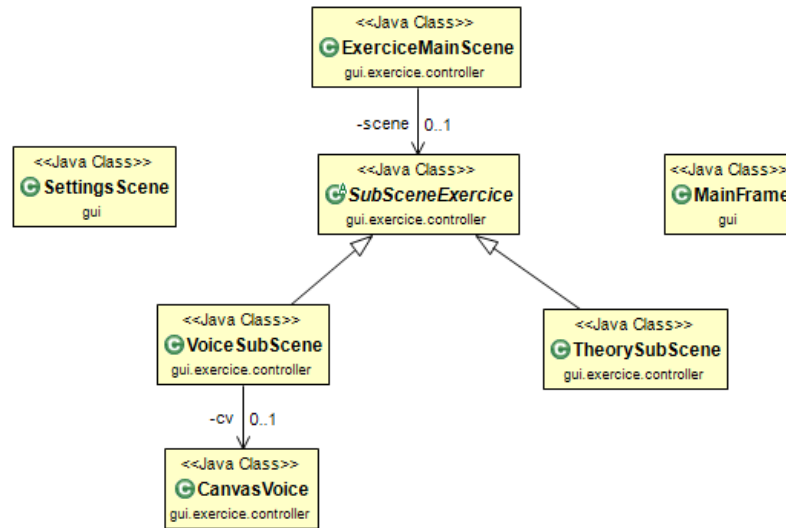 <<Java Class>>
ExerciceMainScene
gui.exercice.controller
-scene 0..1
<<Java Class>>
SettingsScene
gui
<<Java Class>>
SubSceneExercice
gui.exercice.controller
<<Java Class>>
MainFrame
gui
<<Java Class>>
VoiceSubScene
gui.exercice.controller
<<Java Class>>
TheorySubScene
gui.exercice.controller
-cv 0..1
<<Java Class>>
CanvasVoice
gui.exercice.controller